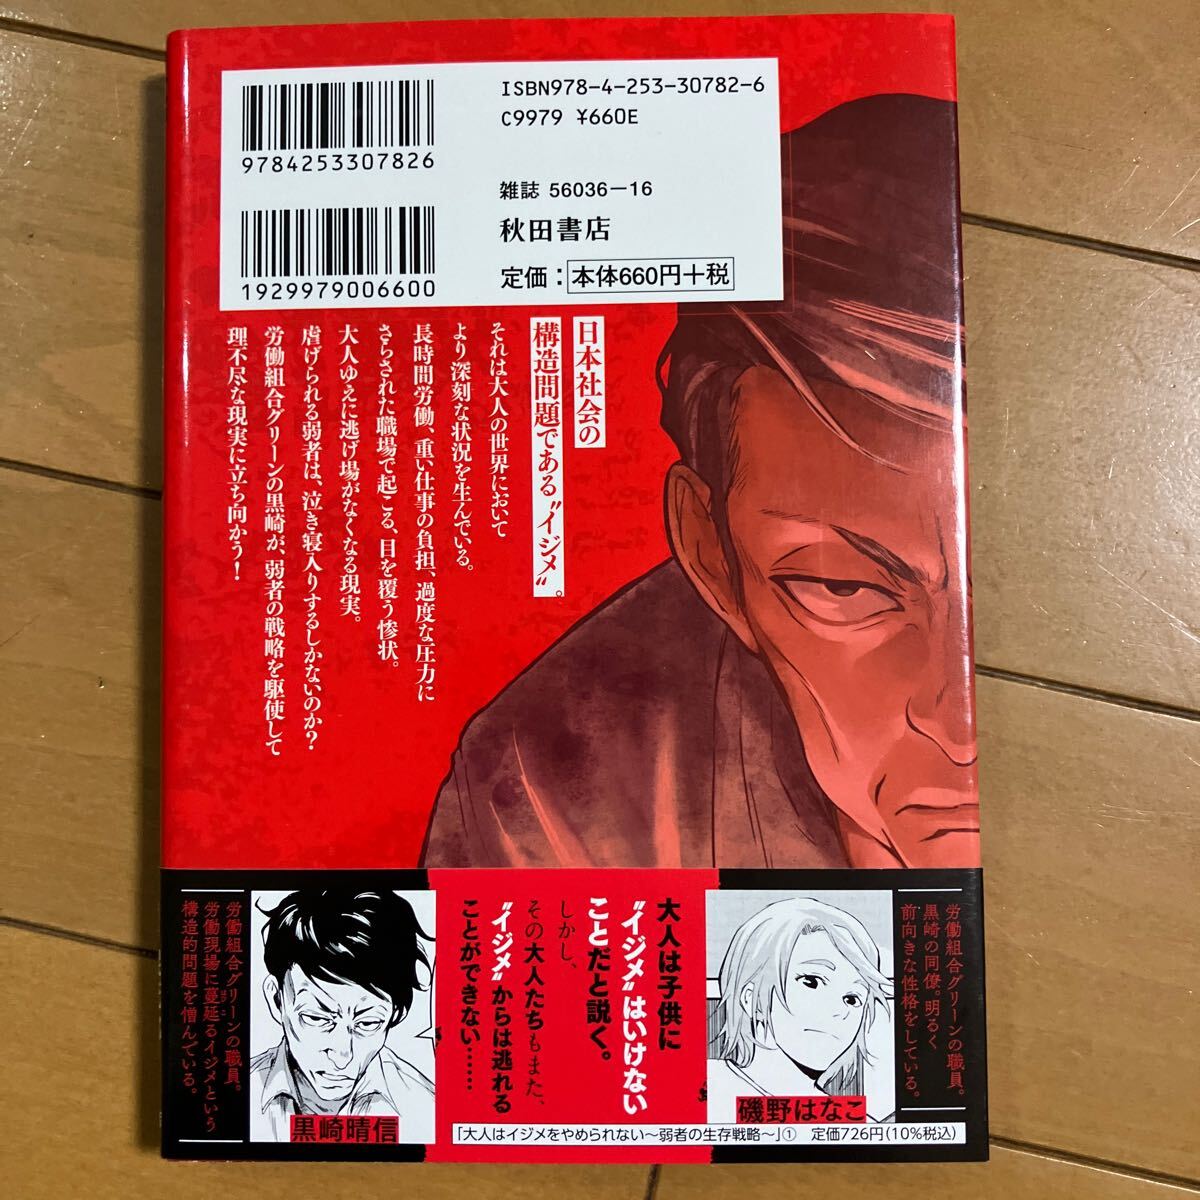 ISBN978-4-253-30782-6
C9979 ¥660E
9784253307826
雑誌 56036-16
秋田書店
1929979006600
定価：本体660円+税
日本社会の
構造問題である“イジメ”。
それは大人の世界において
より深刻な状況を生んでいる。
長時間労働、重い仕事の負担、過度な圧力に
さらされた職場で起こる、目を覆う惨状。
大人ゆえに逃げ場がなくなる現実。
虐げられる弱者は、泣き寝入りするしかないのか？
労働組合グリーンの黒崎が、弱者の戦略を駆使して
理不尽な現実に立ち向かう！
労働組合グリーンの職員。
黒崎の同僚。明るく
前向きな性格をしている。
磯野はなこ
大人は子供に
“イジメ”はいけない
ことだと説く。
しかし、
その大人たちもまた、
“イジメ”からは逃れる
ことができない……
労働組合グリーンの職員。
労働現場に蔓延るイジメという
構造的問題を憎んでいる。
黒崎晴信
「大人はイジメをやめられない～弱者の生存戦略～」① 定価726円(10%税込)